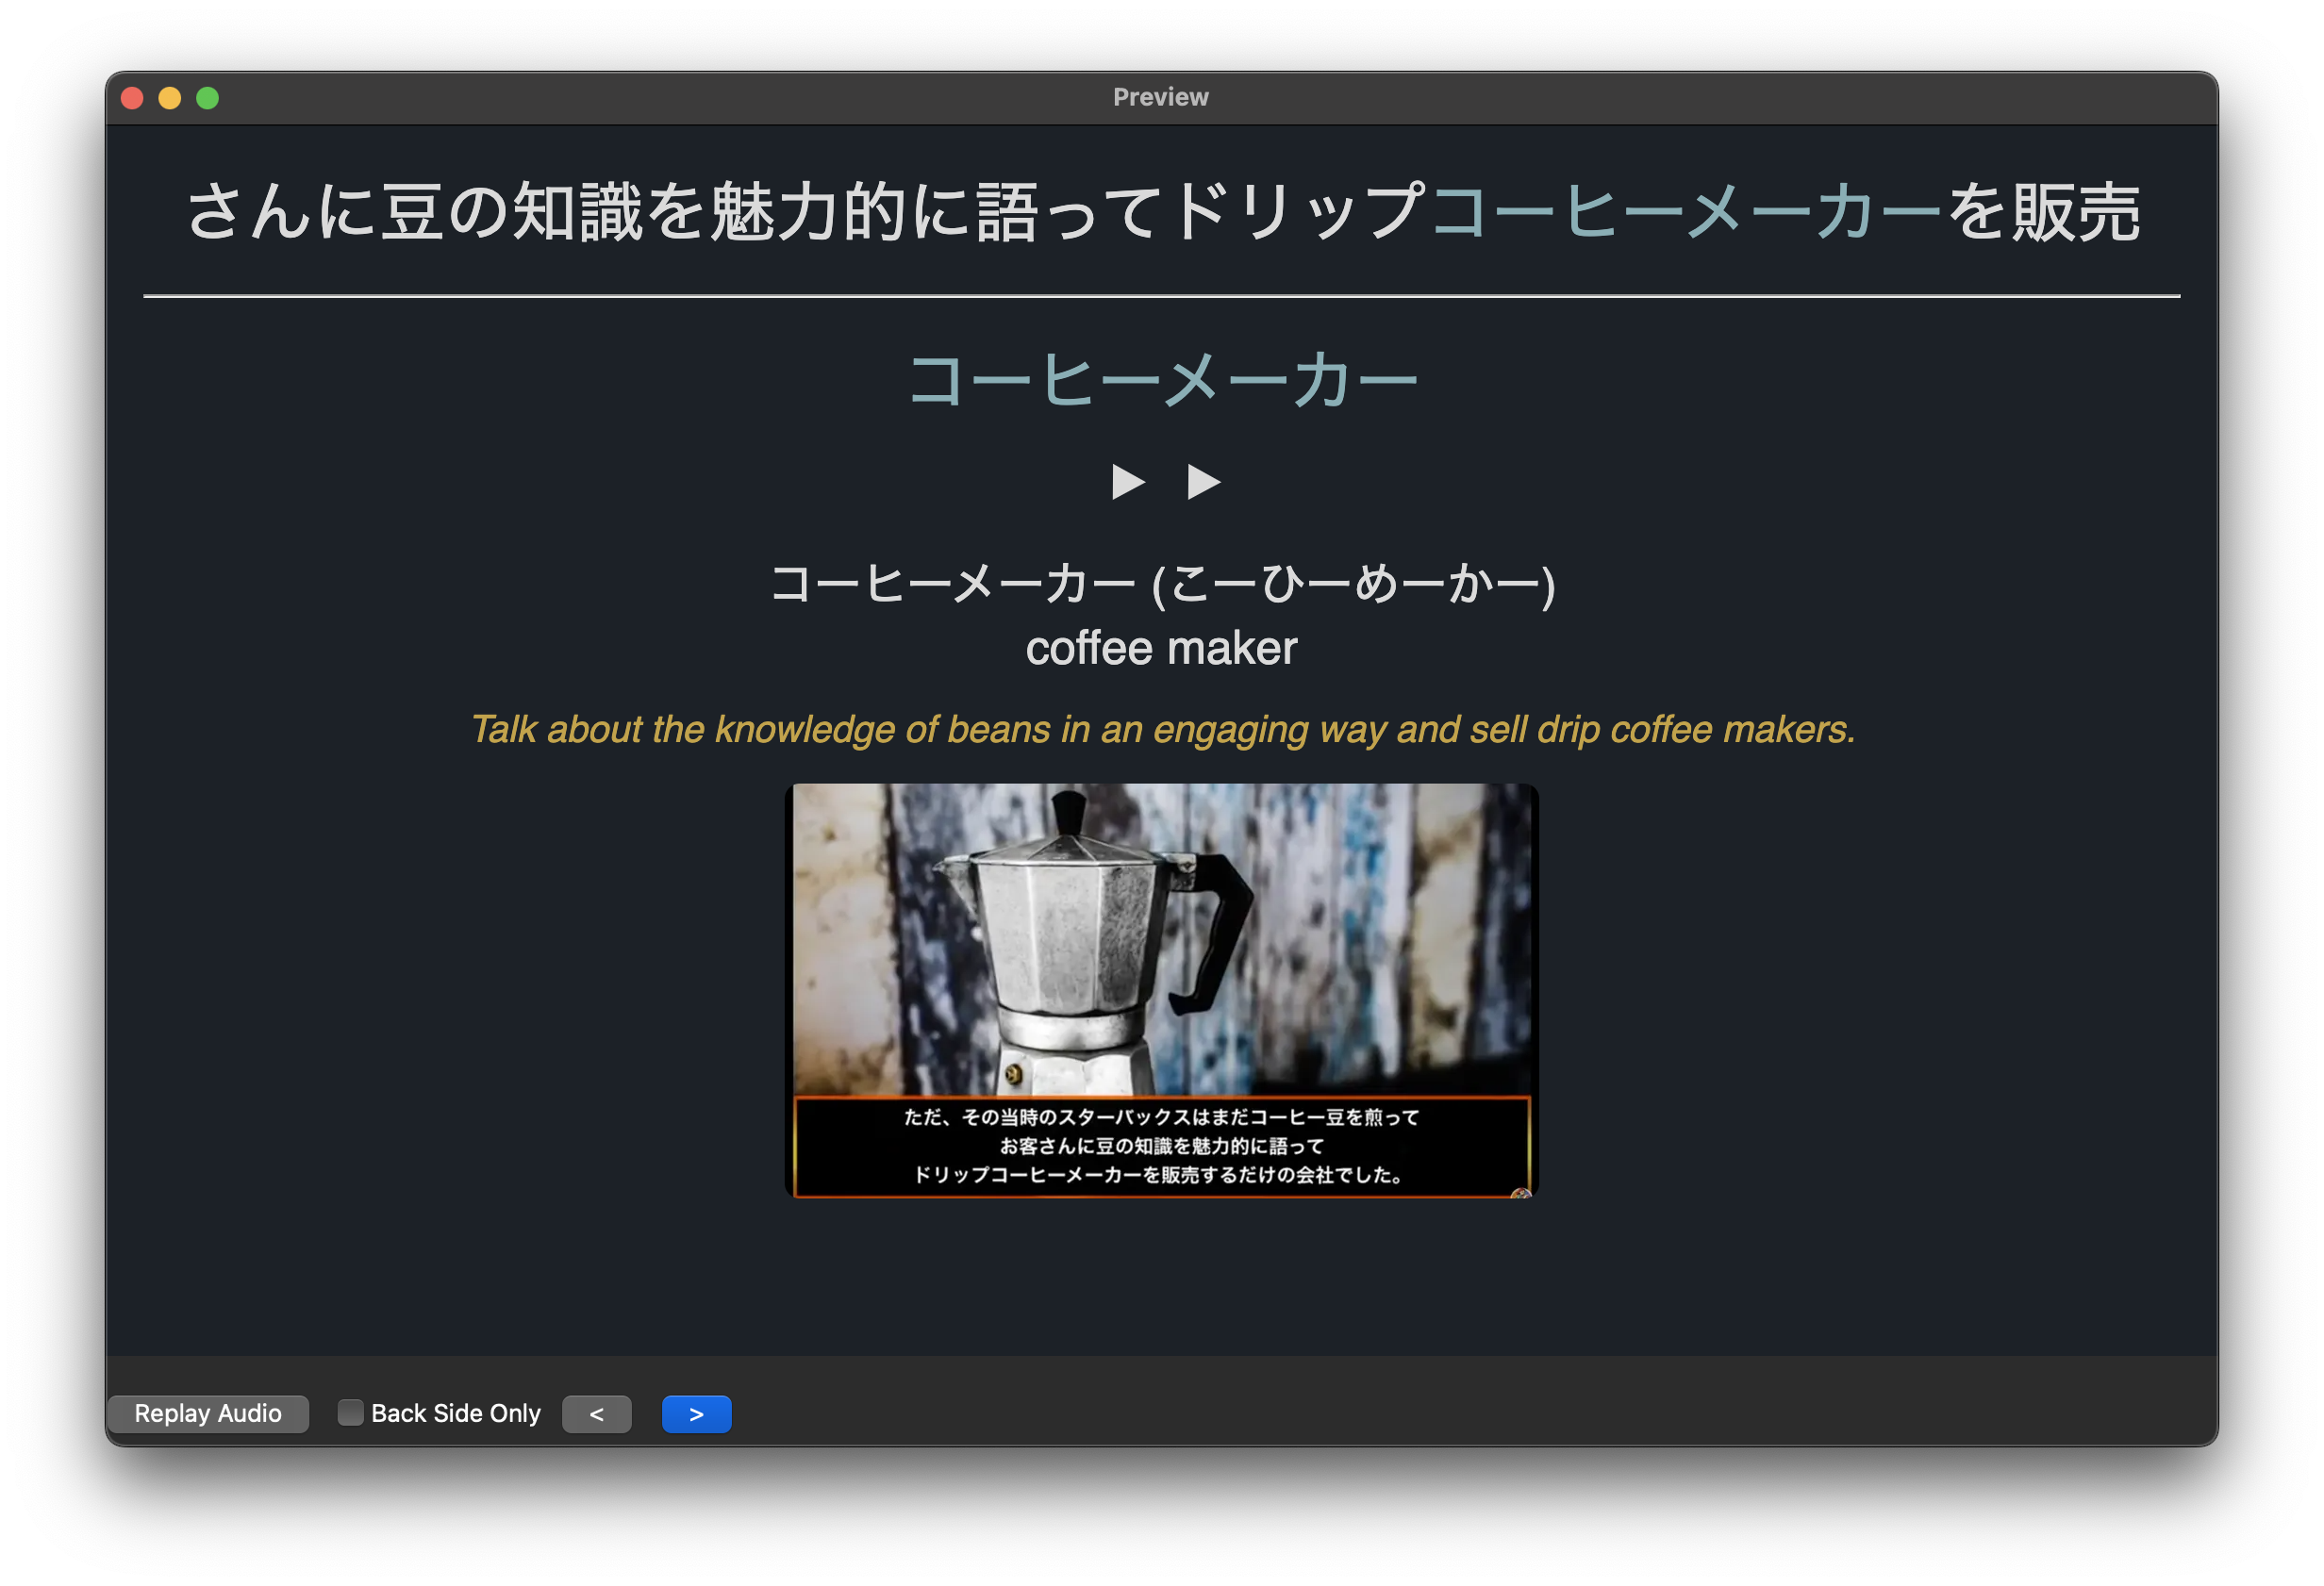 Preview
さんに豆の知識を魅力的に語ってドリップコーヒーメーカーを販売
コーヒーメーカー
コーヒーメーカー (こーひーめーかー)
coffee maker
Talk about the knowledge of beans in an engaging way and sell drip coffee makers.
ただ、その当時のスターバックスはまだコーヒー豆を煎って
お客さんに豆の知識を魅力的に語って
ドリップコーヒーメーカーを販売するだけの会社でした。
Replay Audio Back Side Only < >